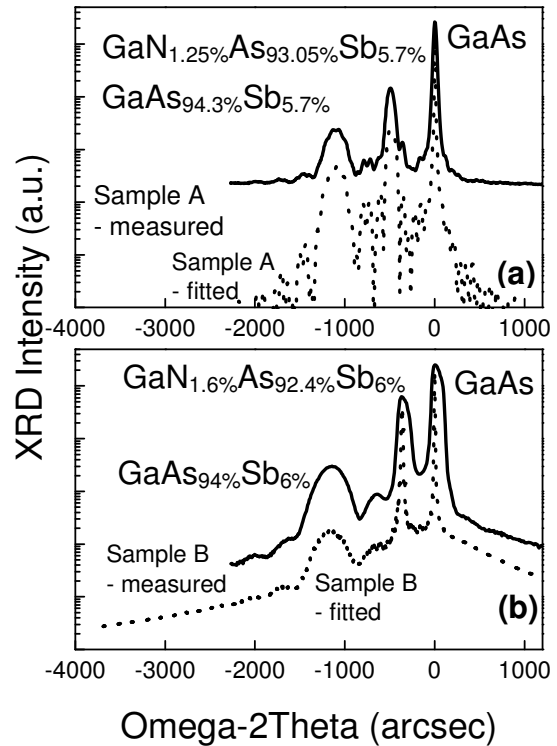 XRD Intensity (a.u.)
GaN1.25%As93.05%Sb5.7%
GaAs
GaAs94.3%Sb5.7%
Sample A
- measured
Sample A
- fitted
(a)
-4000 -3000 -2000 -1000 0 1000
GaN1.6%As92.4%Sb6%
GaAs
GaAs94%Sb6%
Sample B
- measured
Sample B
- fitted
(b)
-4000 -3000 -2000 -1000 0 1000
Omega-2Theta (arcsec)